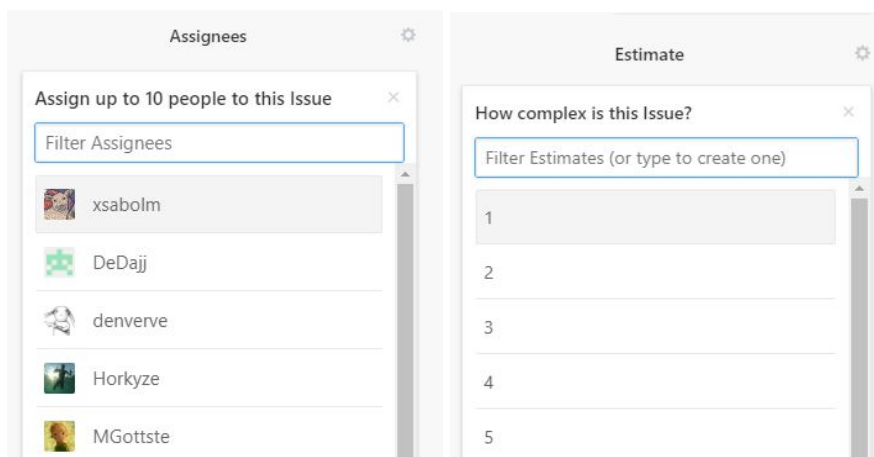 Assignees
Assign up to 10 people to this Issue
Filter Assignees
xsabolm
DeDajj
denverve
Horkyze
MGottste
Estimate
How complex is this Issue?
Filter Estimates (or type to create one)
1
2
3
4
5